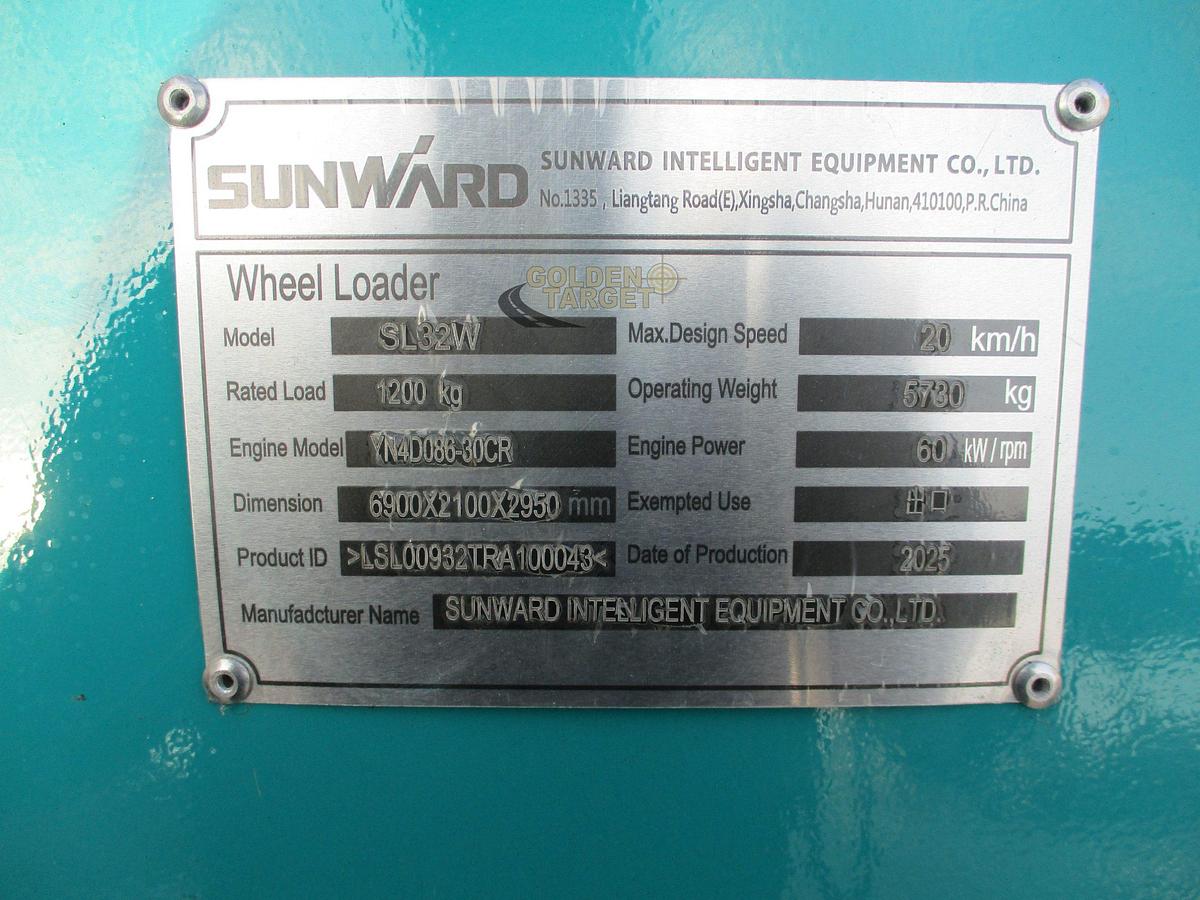 SUNWARD
SUNWARD INTELLIGENT EQUIPMENT CO.,LTD.
No.1335 , Liangtang Road(E),Xingsha,Changsha,Hunan,410100,P.R.China
Wheel Loader
GOLDEN
TARGET
Model SL32W Max.Design Speed 20 km/h
Rated Load 1200 kg Operating Weight 5730 kg
Engine Model YN4D086-30CR Engine Power 60 kW / rpm
Dimension 6900X2100X2950 mm Exempted Use
Product ID >LSL00932TRA100043< Date of Production 2025
Manufadcturer Name SUNWARD INTELLIGENT EQUIPMENT CO.,LTD.